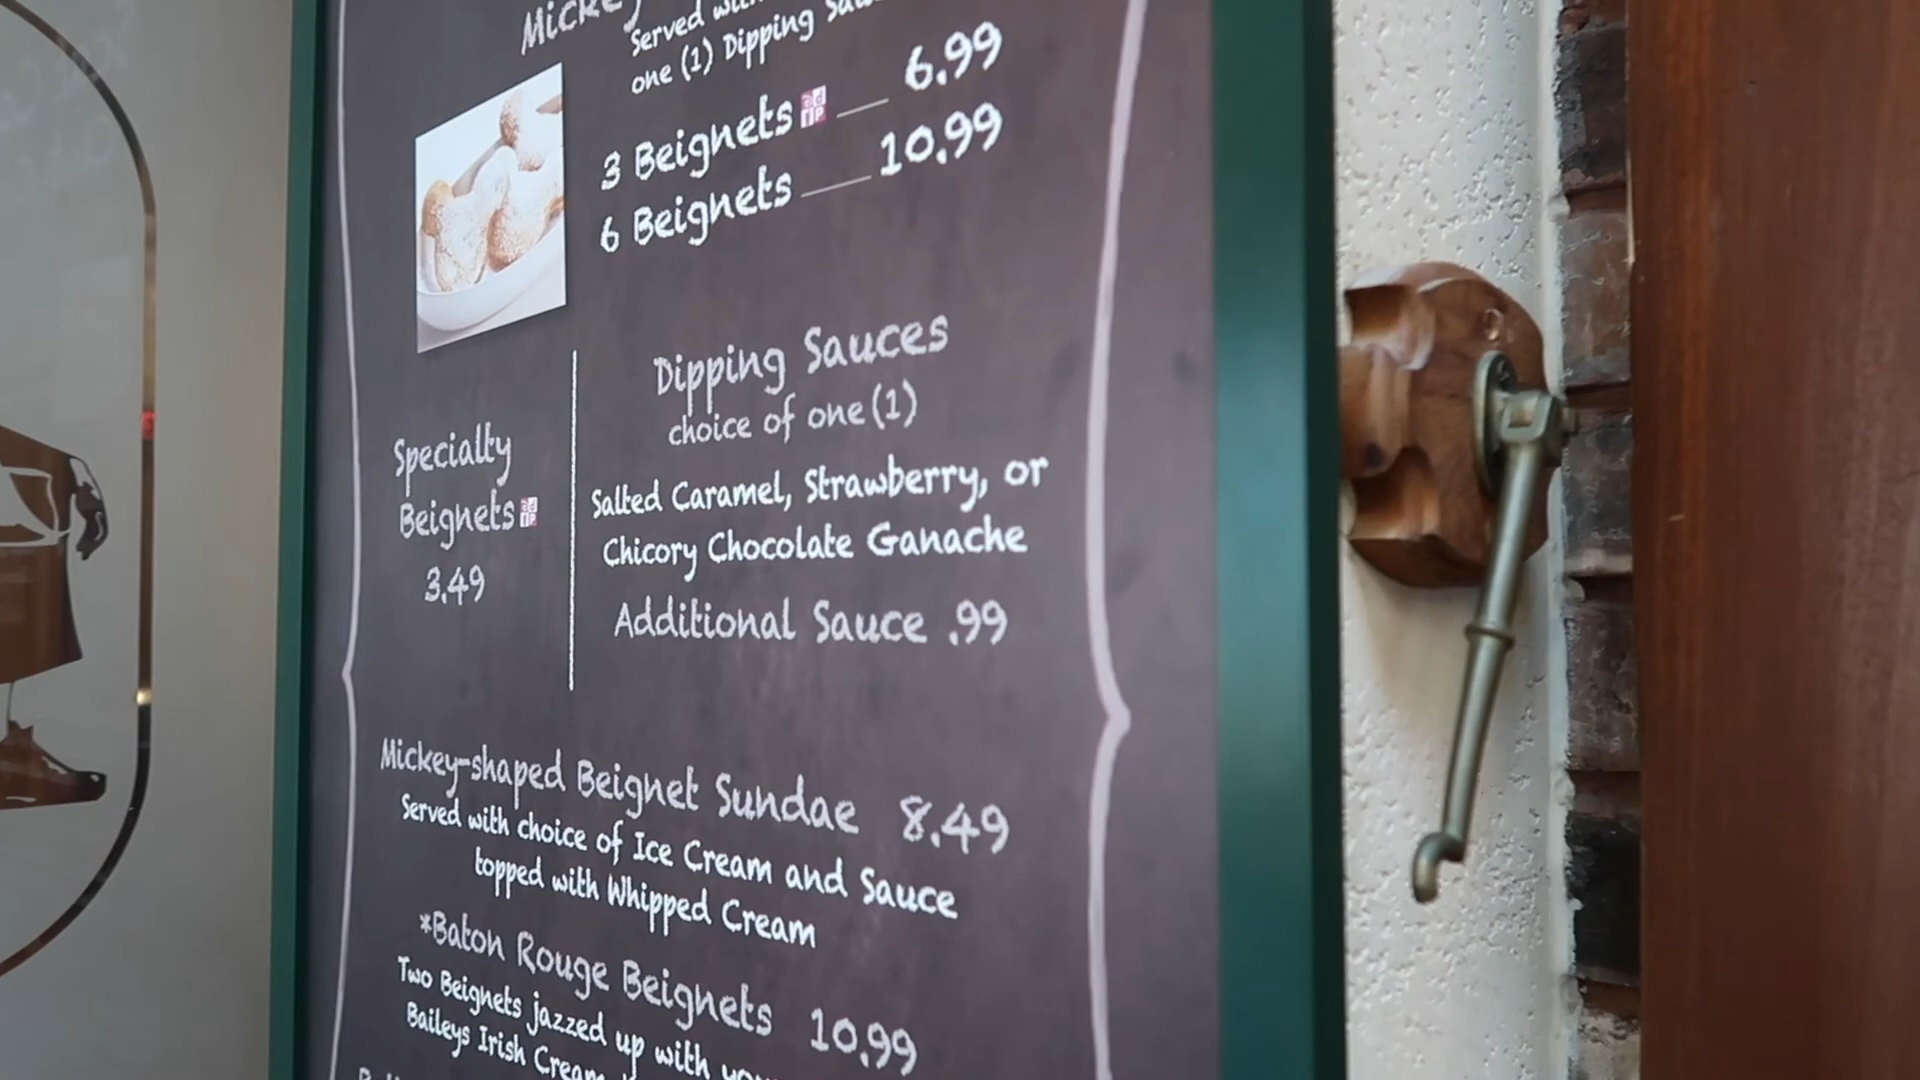 Mickey
Served with
one (1) Dipping
3 Beignets 6.99
6 Beignets 10.99
Specialty
Beignets
3.49
Dipping Sauces
choice of one (1)
Salted Caramel, Strawberry, or
Chicory Chocolate Ganache
Additional Sauce .99
Mickey-shaped Beignet Sundae 8.49
Served with choice of Ice Cream and Sauce
topped with Whipped Cream
*Baton Rouge Beignets 10.99
Two Beignets jazzed up with
Baileys Irish Cream